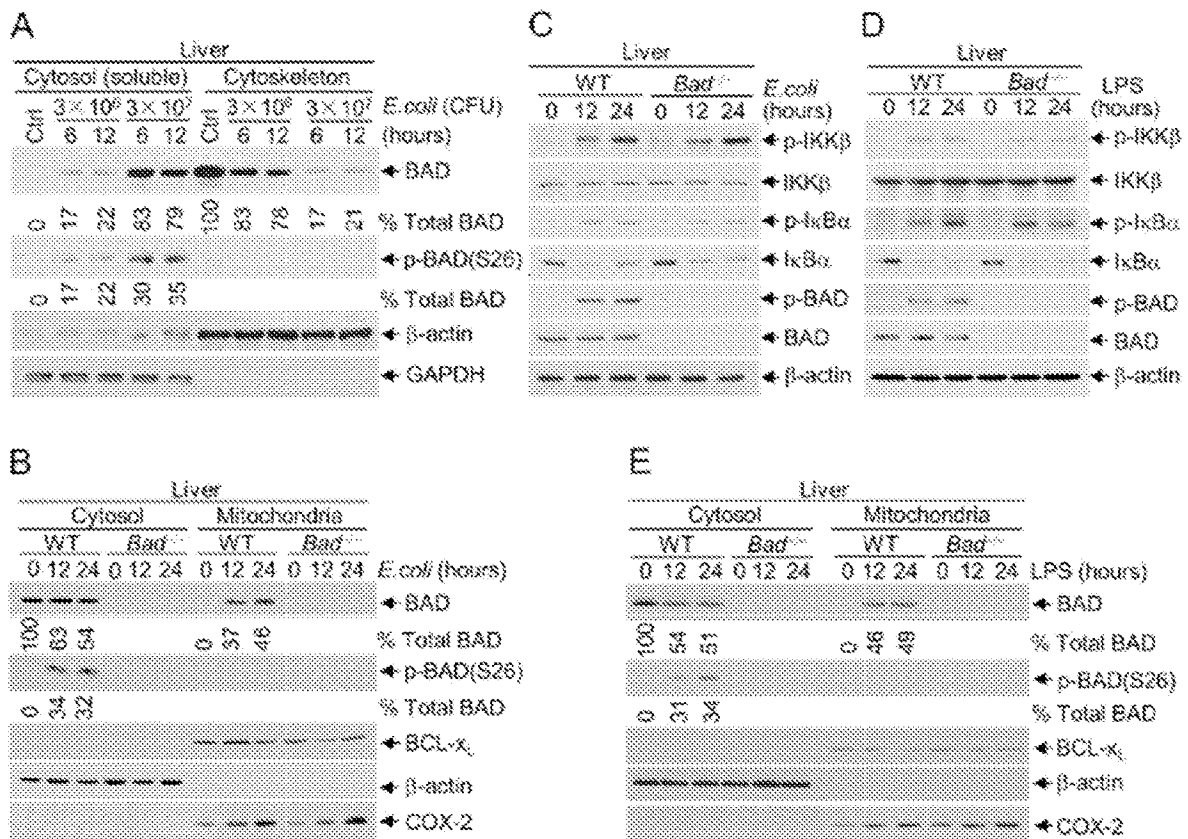 A
Liver
Cytosol (soluble) Cytoskeleton
Ctrl 3×10⁶ 3×10⁷ Ctrl 3×10⁶ 3×10⁷ E.coli (CFU)
6 12 6 12 6 12 6 12 (hours)
BAD
0 17 22 83 79 100 83 78 17 21 % Total BAD
p-BAD(S26)
0 17 22 30 35 % Total BAD
β-actin
GAPDH
B
Liver
Cytosol Mitochondria
WT Bad⁻/⁻ WT Bad⁻/⁻
0 12 24 0 12 24 0 12 24 0 12 24 E.coli (hours)
BAD
100 63 54 0 37 46 % Total BAD
p-BAD(S26)
0 34 32 % Total BAD
BCL-xL
β-actin
COX-2
C
Liver
WT Bad⁻/⁻ E.coli
0 12 24 0 12 24 (hours)
p-IKKβ
IKKβ
p-IκBα
IκBα
p-BAD
BAD
β-actin
D
Liver
WT Bad⁻/⁻ LPS
0 12 24 0 12 24 (hours)
p-IKKβ
IKKβ
p-IκBα
IκBα
p-BAD
BAD
β-actin
E
Liver
Cytosol Mitochondria
WT Bad⁻/⁻ WT Bad⁻/⁻
0 12 24 0 12 24 0 12 24 0 12 24 LPS (hours)
BAD
100 54 51 0 46 49 % Total BAD
p-BAD(S26)
0 31 34 % Total BAD
BCL-xL
β-actin
COX-2